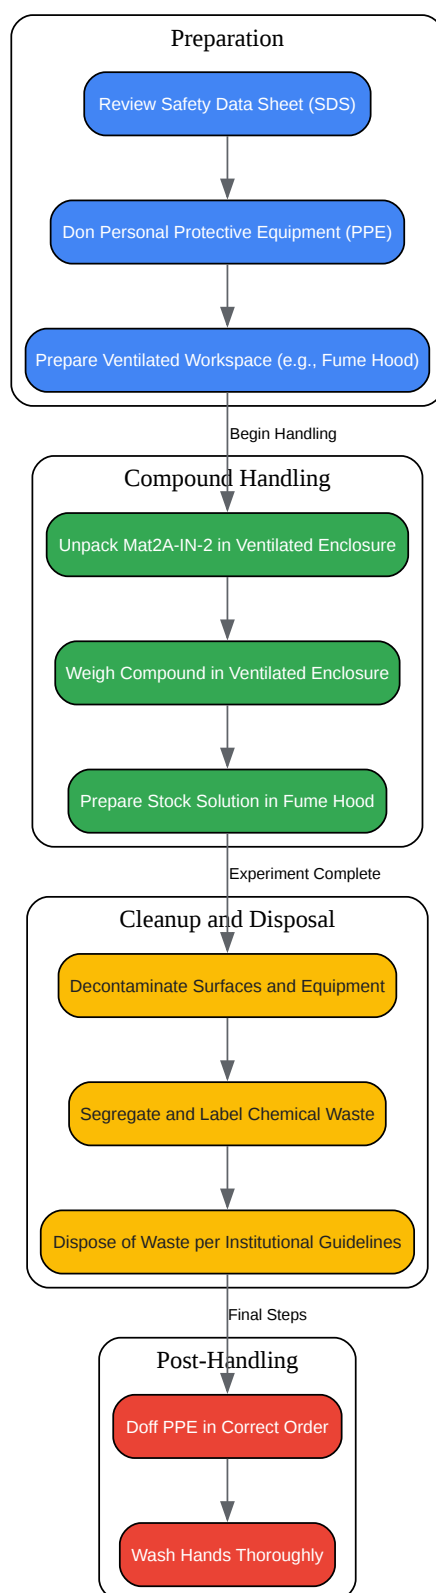 Preparation
Review Safety Data Sheet (SDS)
Don Personal Protective Equipment (PPE)
Prepare Ventilated Workspace (e.g., Fume Hood)
Begin Handling
Compound Handling
Unpack Mat2A-IN-2 in Ventilated Enclosure
Weigh Compound in Ventilated Enclosure
Prepare Stock Solution in Fume Hood
Experiment Complete
Cleanup and Disposal
Decontaminate Surfaces and Equipment
Segregate and Label Chemical Waste
Dispose of Waste per Institutional Guidelines
Final Steps
Post-Handling
Doff PPE in Correct Order
Wash Hands Thoroughly